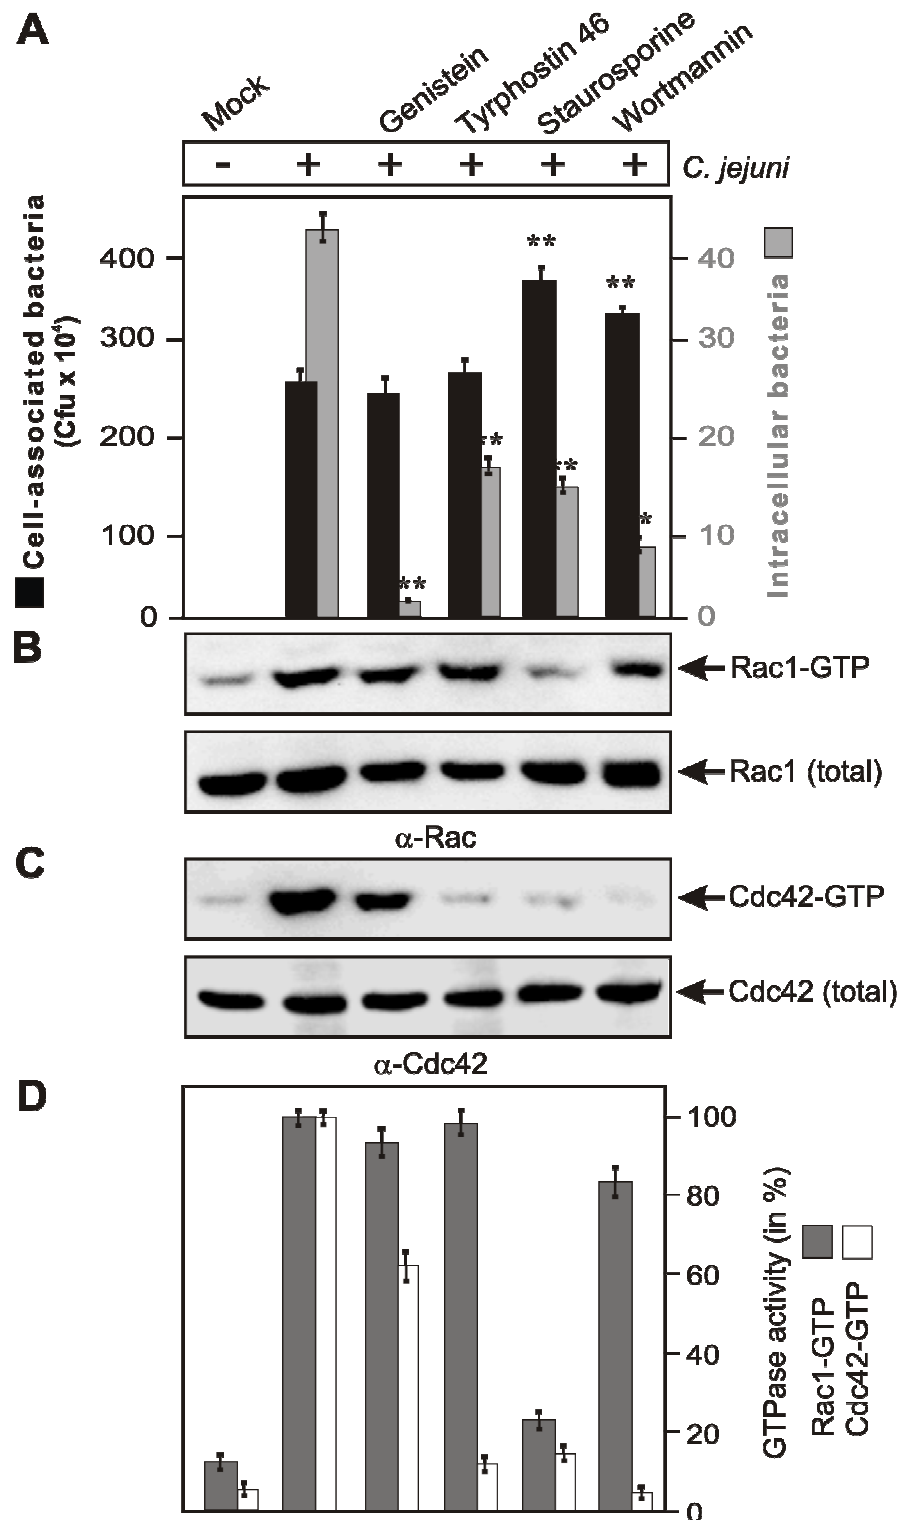 A
Mock
Genistein
Tyrphostin 46
Staurosporine
Wortmannin
- + + + + + C. jejuni
Cell-associated bacteria
(Cfu x 10⁴)
400
300
200
100
0
** **
** ** ** *
40
30
20
10
0
Intracellular bacteria
B
Rac1-GTP
Rac1 (total)
α-Rac
C
Cdc42-GTP
Cdc42 (total)
α-Cdc42
D
100
80
60
40
20
0
GTPase activity (in %)
Rac1-GTP
Cdc42-GTP